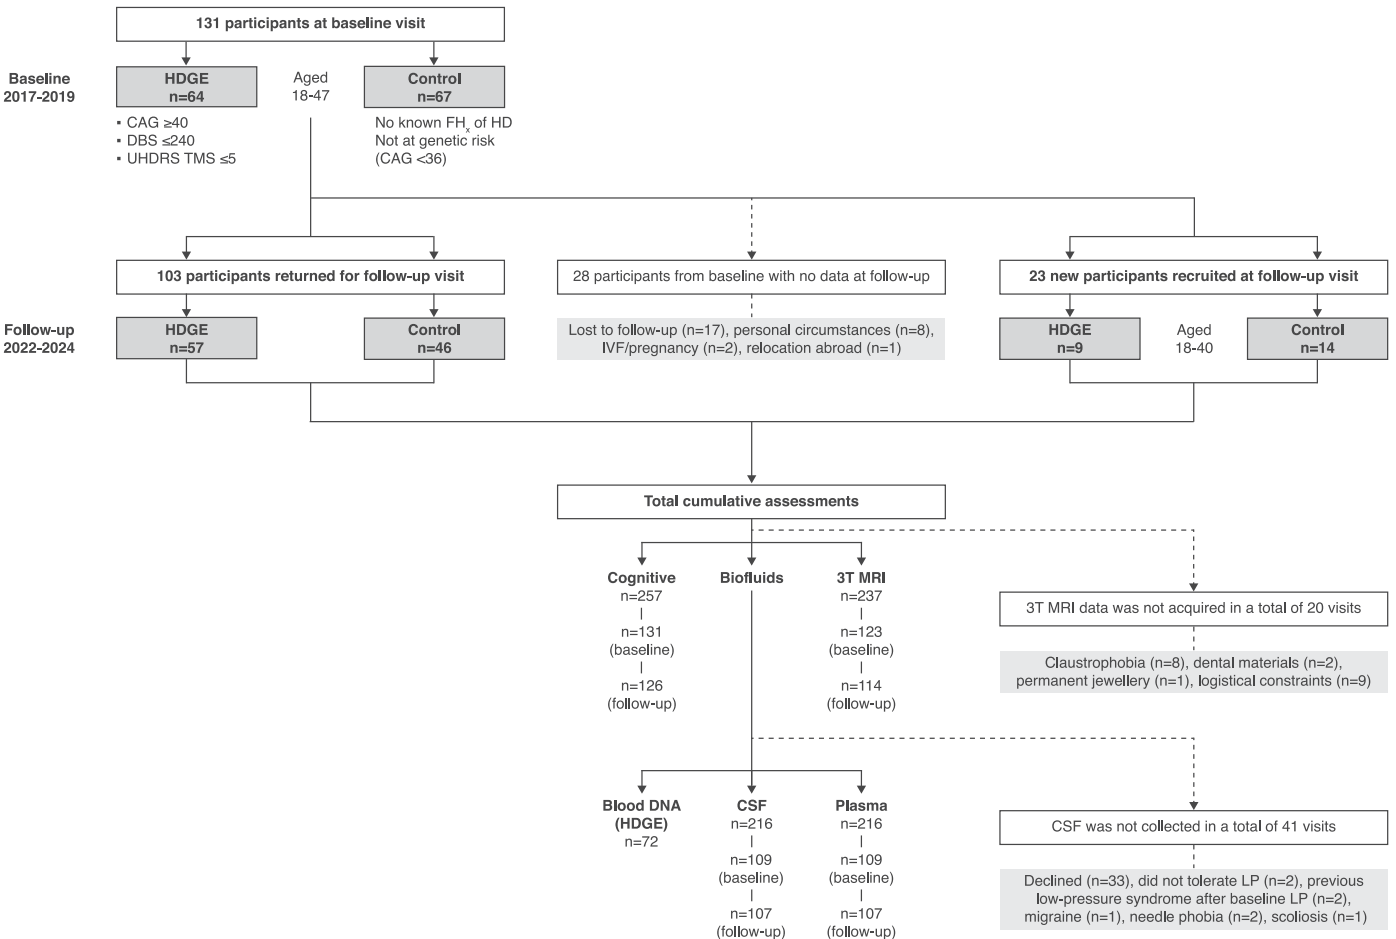 131 participants at baseline visit
Baseline
2017-2019
HDGE
n=64
Aged
18-47
Control
n=67
▪ CAG ≥40
▪ DBS ≤240
▪ UHDRS TMS ≤5
No known FHx of HD
Not at genetic risk
(CAG <36)
103 participants returned for follow-up visit
28 participants from baseline with no data at follow-up
23 new participants recruited at follow-up visit
Follow-up
2022-2024
HDGE
n=57
Control
n=46
Lost to follow-up (n=17), personal circumstances (n=8),
IVF/pregnancy (n=2), relocation abroad (n=1)
HDGE
n=9
Aged
18-40
Control
n=14
Total cumulative assessments
Cognitive
n=257
n=131
(baseline)
n=126
(follow-up)
Biofluids
3T MRI
n=237
n=123
(baseline)
n=114
(follow-up)
3T MRI data was not acquired in a total of 20 visits
Claustrophobia (n=8), dental materials (n=2),
permanent jewellery (n=1), logistical constraints (n=9)
Blood DNA
(HDGE)
n=72
CSF
n=216
n=109
(baseline)
n=107
(follow-up)
Plasma
n=216
n=109
(baseline)
n=107
(follow-up)
CSF was not collected in a total of 41 visits
Declined (n=33), did not tolerate LP (n=2), previous
low-pressure syndrome after baseline LP (n=2),
migraine (n=1), needle phobia (n=2), scoliosis (n=1)